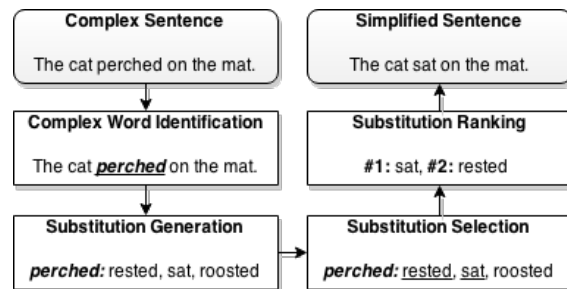 Complex Sentence
The cat perched on the mat.
Complex Word Identification
The cat perched on the mat.
Substitution Generation
perched: rested, sat, roosted
Substitution Selection
perched: rested, sat, roosted
Substitution Ranking
#1: sat, #2: rested
Simplified Sentence
The cat sat on the mat.